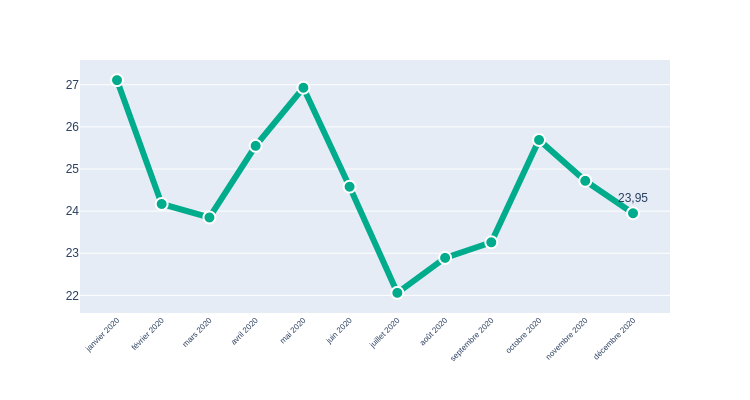 27
26
25
24
23
22
23,95
janvier 2020
février 2020
mars 2020
avril 2020
mai 2020
juin 2020
juillet 2020
août 2020
septembre 2020
octobre 2020
novembre 2020
décembre 2020